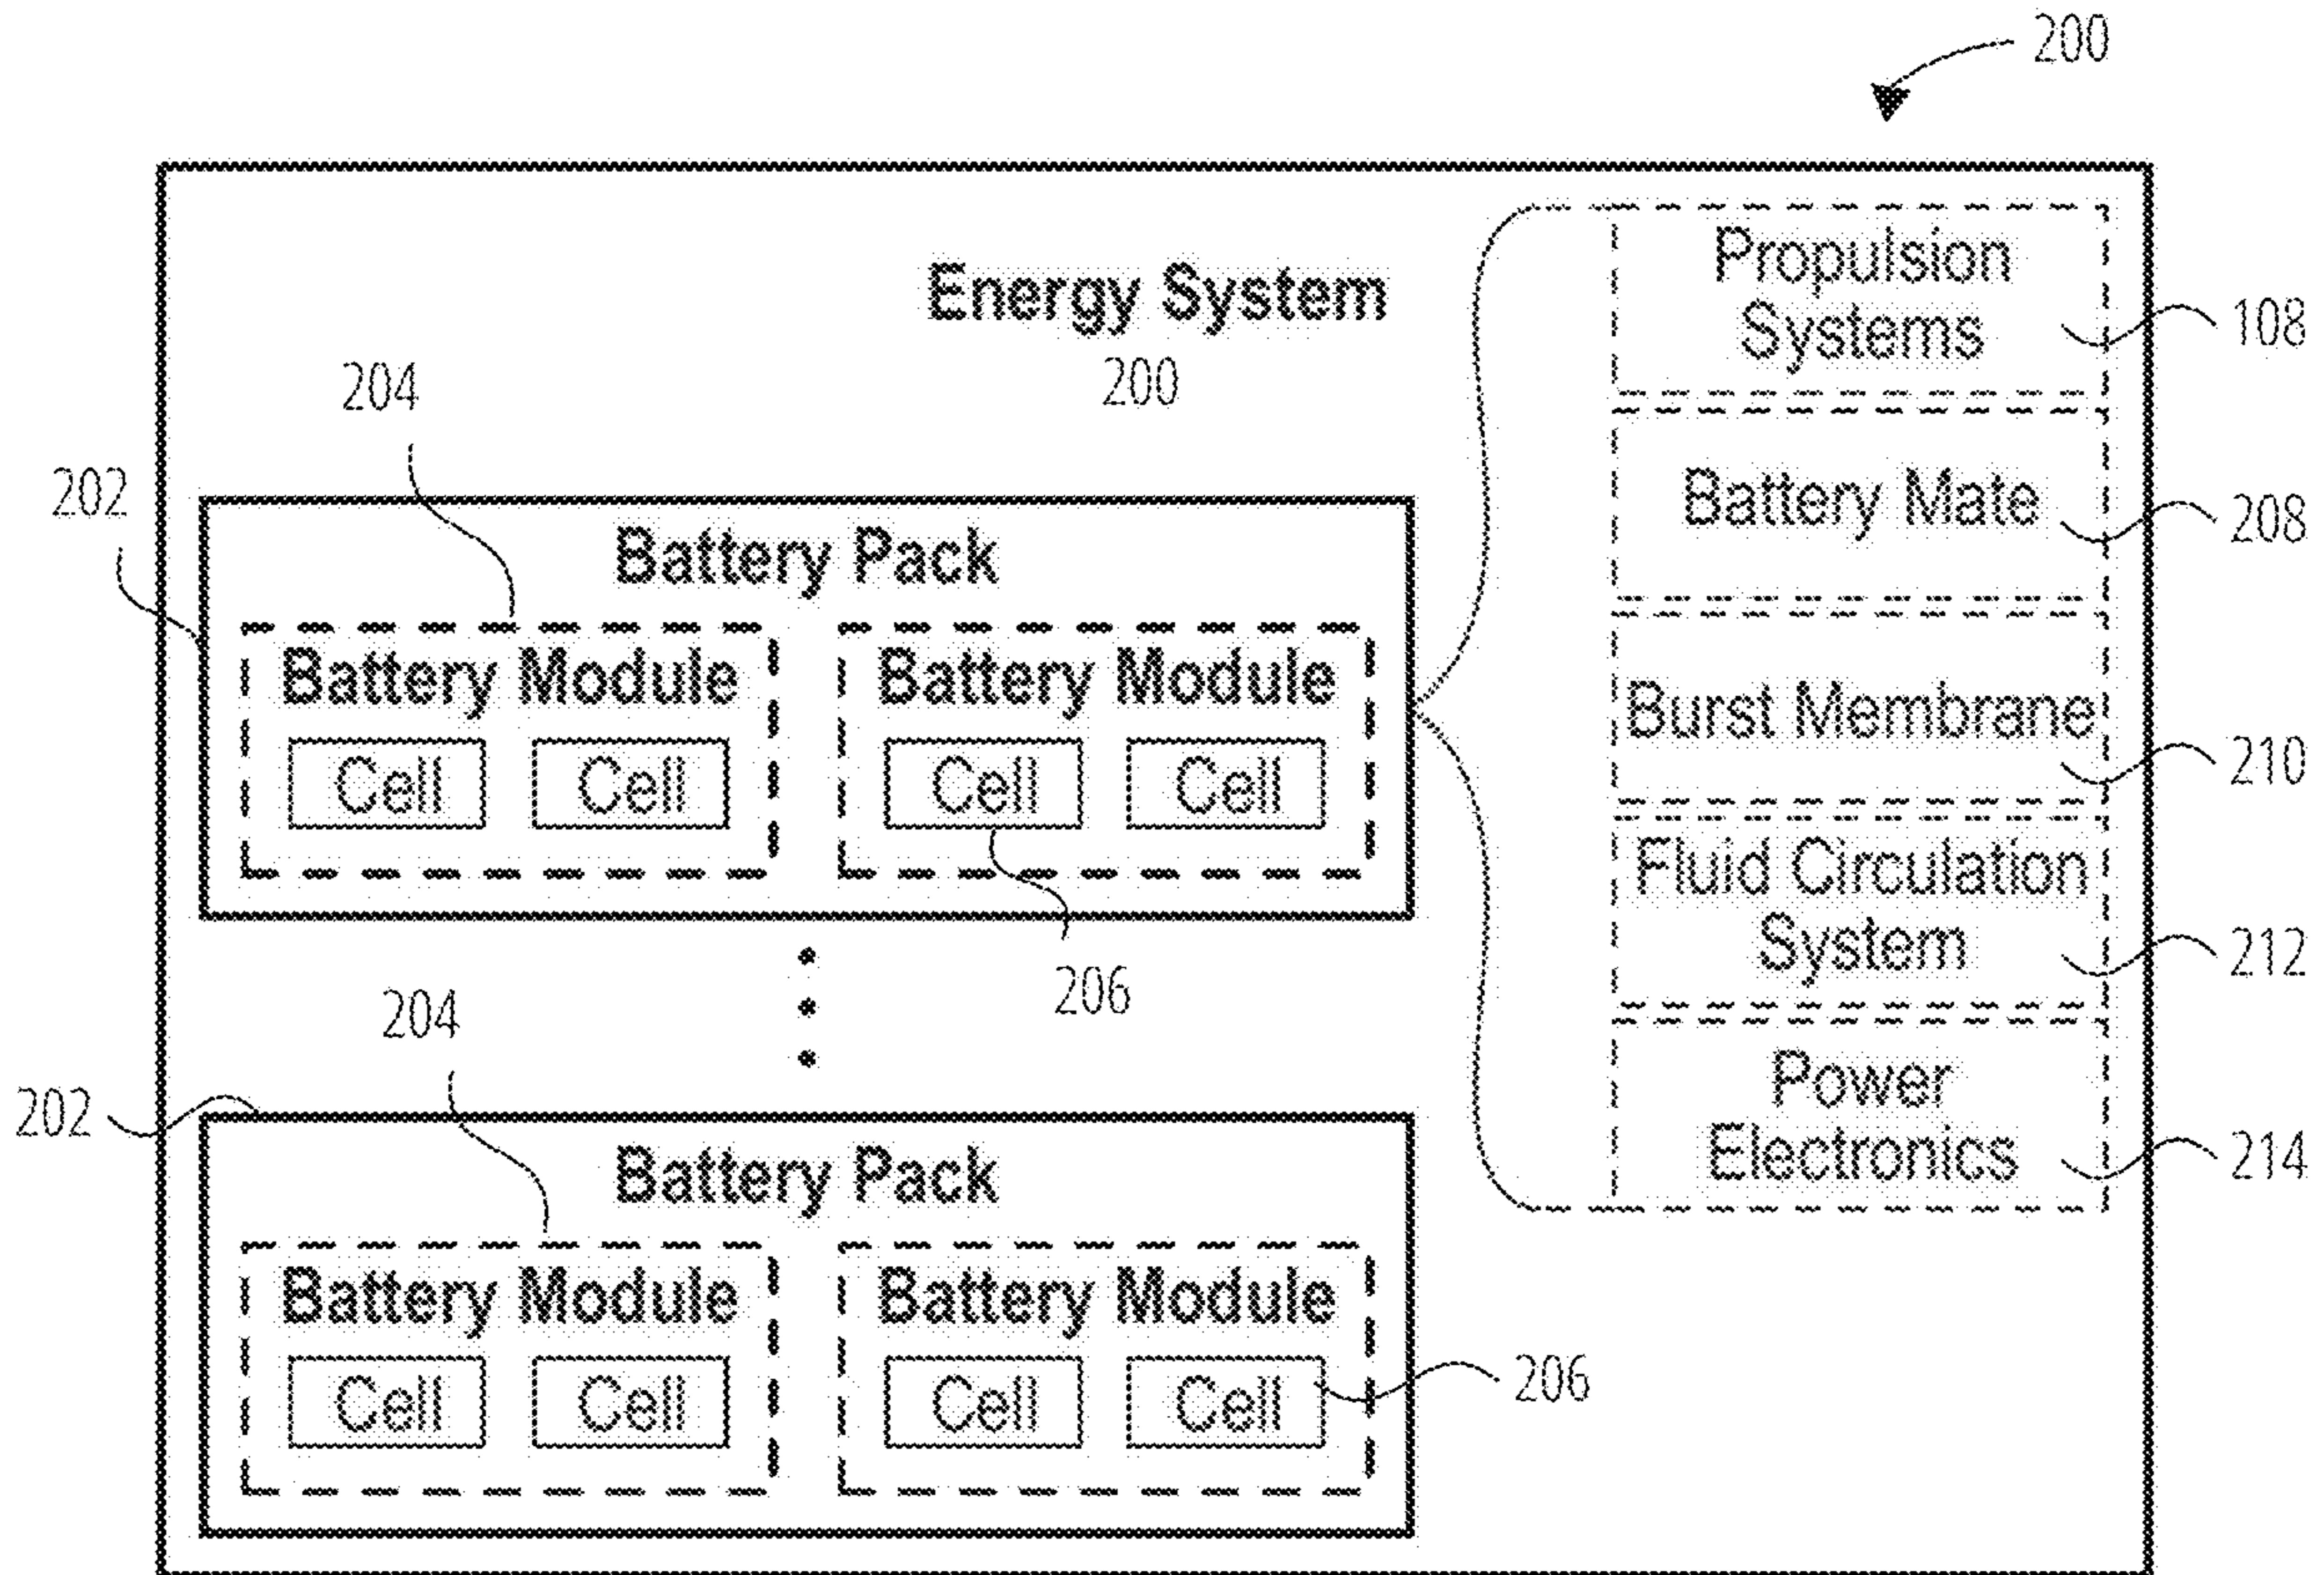 200
Energy System
200
Propulsion
Systems
108
Battery Mate
208
Burst Membrane
210
Fluid Circulation
System
212
Power
Electronics
214
204
202
Battery Pack
Battery Module
Cell
Cell
Battery Module
Cell
Cell
206
204
202
Battery Pack
Battery Module
Cell
Cell
Battery Module
Cell
Cell
206